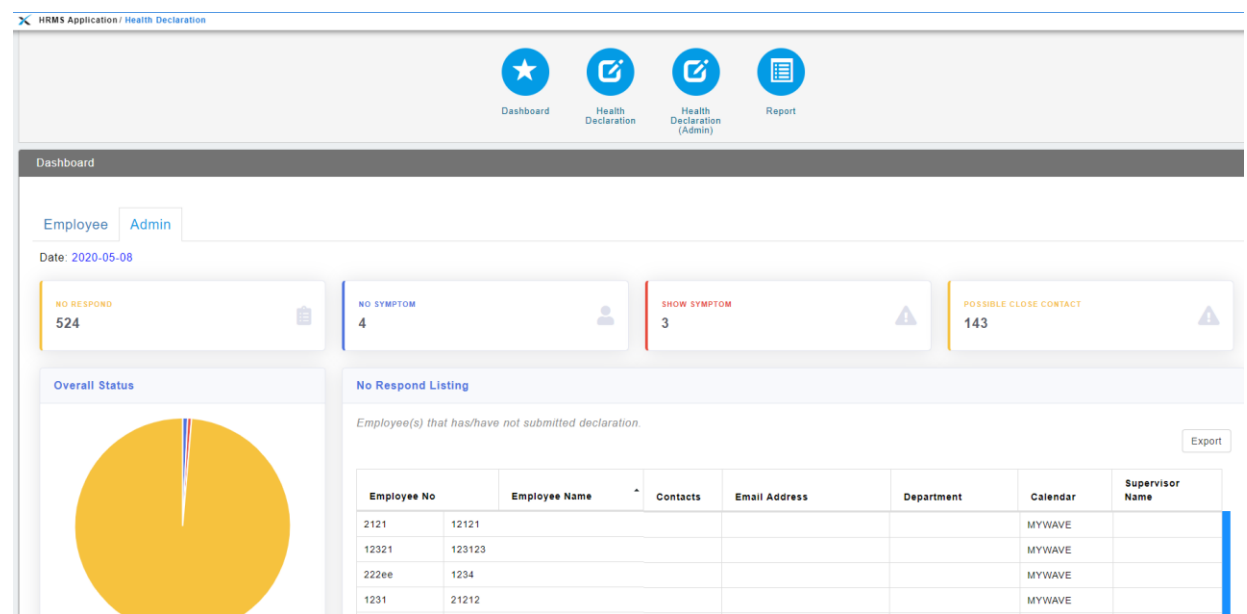 HRMS Application / Health Declaration
Dashboard
Health
Declaration
Health
Declaration
(Admin)
Report
Dashboard
Employee
Admin
Date: 2020-05-08
NO RESPOND
524
NO SYMPTOM
4
SHOW SYMPTOM
3
POSSIBLE CLOSE CONTACT
143
Overall Status
No Respond Listing
Employee(s) that has/have not submitted declaration.
Export
Employee No Employee Name Contacts Email Address Department Calendar Supervisor Name
2121 12121 MYWAVE
12321 123123 MYWAVE
222ee 1234 MYWAVE
1231 21212 MYWAVE